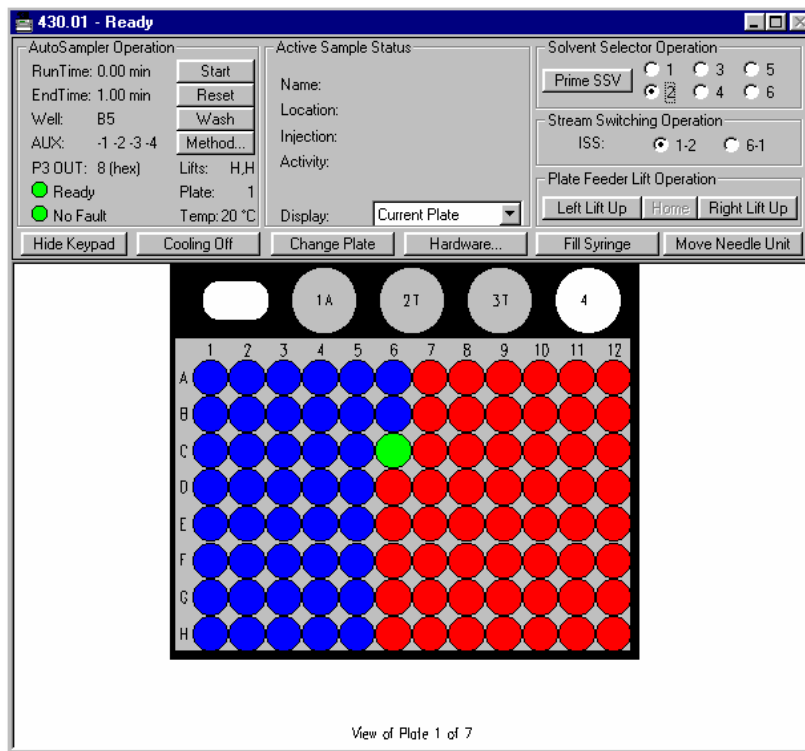 430.01 - Ready
AutoSampler Operation
RunTime: 0.00 min
Start
EndTime: 1.00 min
Reset
Well: B5
Wash
AUX: -1 -2 -3 -4
Method...
P3 OUT: 8 (hex)
Lifts: H,H
Ready
Plate: 1
No Fault
Temp: 20 °C
Active Sample Status
Name:
Location:
Injection:
Activity:
Display: Current Plate
Solvent Selector Operation
Prime SSV
1 3 5
2 4 6
Stream Switching Operation
ISS: 1-2 6-1
Plate Feeder Lift Operation
Left Lift Up Home Right Lift Up
Hide Keypad Cooling Off Change Plate Hardware... Fill Syringe Move Needle Unit
1A 2T 3T 4
1 2 3 4 5 6 7 8 9 10 11 12
A
B
C
D
E
F
G
H
View of Plate 1 of 7